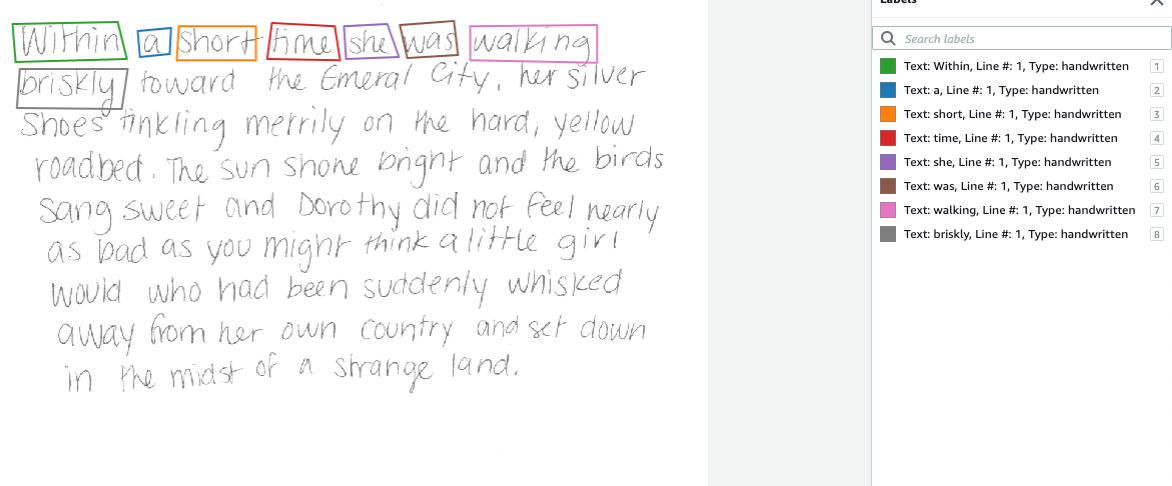 Within a short time she was walking
briskly toward the Emeral City, her silver
Shoes tinkling merrily on the hard, yellow
roadbed. The sun shone bright and the birds
sang sweet and Dorothy did not feel nearly
as bad as you might think a little girl
would who had been suddenly whisked
away from her own country and set down
in the midst of a strange land.
Labels
Search labels
Text: Within, Line #: 1, Type: handwritten 1
Text: a, Line #: 1, Type: handwritten 2
Text: short, Line #: 1, Type: handwritten 3
Text: time, Line #: 1, Type: handwritten 4
Text: she, Line #: 1, Type: handwritten 5
Text: was, Line #: 1, Type: handwritten 6
Text: walking, Line #: 1, Type: handwritten 7
Text: briskly, Line #: 1, Type: handwritten 8